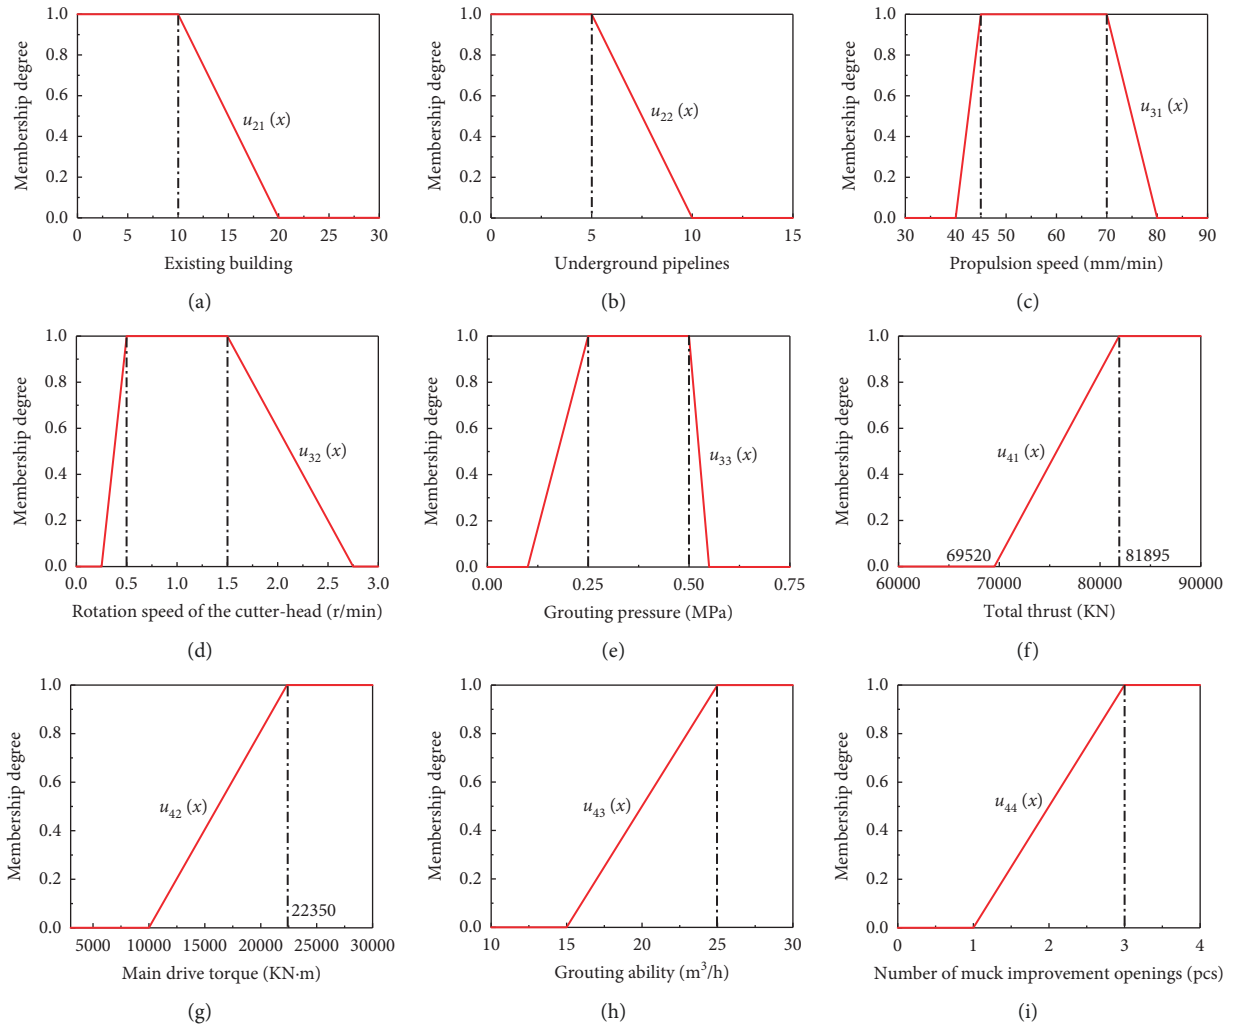 1.0
0.8
0.6
0.4
0.2
0.0
Membership degree
u21 (x)
0 5 10 15 20 25 30
Existing building
(a)
1.0
0.8
0.6
0.4
0.2
0.0
Membership degree
u22 (x)
0 5 10 15
Underground pipelines
(b)
1.0
0.8
0.6
0.4
0.2
0.0
Membership degree
u31 (x)
30 40 45 50 60 70 80 90
Propulsion speed (mm/min)
(c)
1.0
0.8
0.6
0.4
0.2
0.0
Membership degree
u32 (x)
0.0 0.5 1.0 1.5 2.0 2.5 3.0
Rotation speed of the cutter-head (r/min)
(d)
1.0
0.8
0.6
0.4
0.2
0.0
Membership degree
u33 (x)
0.00 0.25 0.50 0.75
Grouting pressure (MPa)
(e)
1.0
0.8
0.6
0.4
0.2
0.0
Membership degree
u41 (x)
69520 81895
60000 70000 80000 90000
Total thrust (KN)
(f)
1.0
0.8
0.6
0.4
0.2
0.0
Membership degree
u42 (x)
22350
5000 10000 15000 20000 25000 30000
Main drive torque (KN·m)
(g)
1.0
0.8
0.6
0.4
0.2
0.0
Membership degree
u43 (x)
10 15 20 25 30
Grouting ability (m³/h)
(h)
1.0
0.8
0.6
0.4
0.2
0.0
Membership degree
u44 (x)
0 1 2 3 4
Number of muck improvement openings (pcs)
(i)